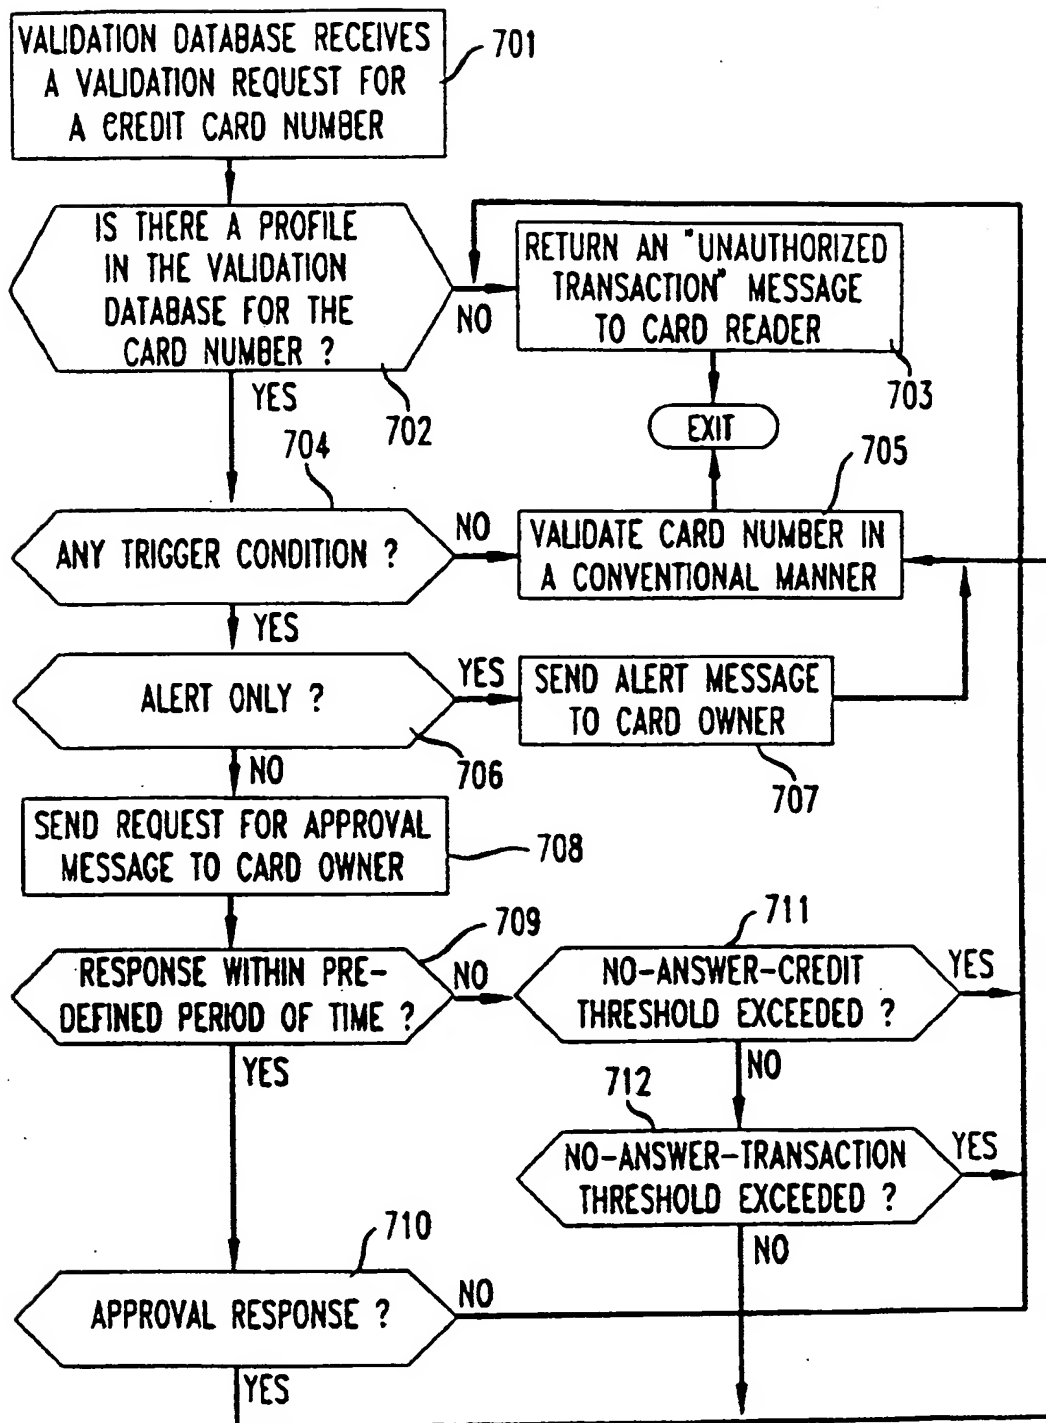 VALIDATION DATABASE RECEIVES
A VALIDATION REQUEST FOR
A CREDIT CARD NUMBER
701
IS THERE A PROFILE
IN THE VALIDATION
DATABASE FOR THE
CARD NUMBER ?
702
NO
YES
RETURN AN "UNAUTHORIZED
TRANSACTION" MESSAGE
TO CARD READER
703
EXIT
704
ANY TRIGGER CONDITION ?
NO
YES
705
VALIDATE CARD NUMBER IN
A CONVENTIONAL MANNER
ALERT ONLY ?
706
YES
NO
SEND ALERT MESSAGE
TO CARD OWNER
707
SEND REQUEST FOR APPROVAL
MESSAGE TO CARD OWNER
708
709
RESPONSE WITHIN PRE-
DEFINED PERIOD OF TIME ?
NO
YES
711
NO-ANSWER-CREDIT
THRESHOLD EXCEEDED ?
YES
NO
712
NO-ANSWER-TRANSACTION
THRESHOLD EXCEEDED ?
YES
NO
710
APPROVAL RESPONSE ?
NO
YES